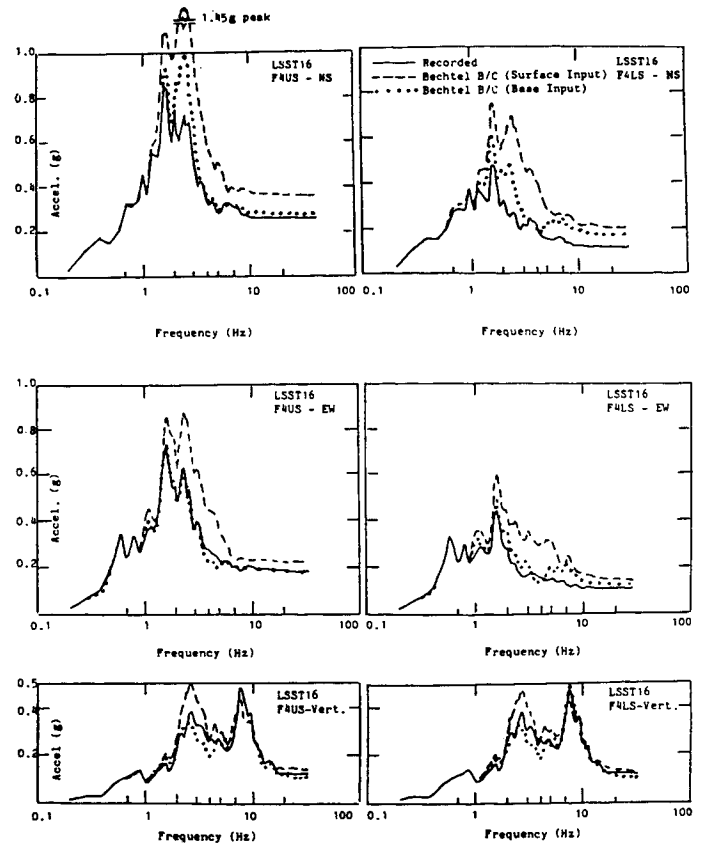 1.45g peak
LSST16
F4US - NS
1.0
0.8
0.6
0.4
0.2
Accel. (g)
0.1
1
10
100
Frequency (Hz)
Recorded
LSST16
Bechtel B/C (Surface Input)
F4LS - NS
Bechtel B/C (Base Input)
0.1
1
10
100
Frequency (Hz)
LSST16
F4US - EW
1.0
0.8
0.6
0.4
0.2
Accel. (g)
0.1
1
10
100
Frequency (Hz)
LSST16
F4LS - EW
0.1
1
10
100
Frequency (Hz)
LSST16
F4US-Vert.
0.5
0.4
0.2
Accel (g)
0.1
1
10
100
Frequency (Hz)
LSST16
F4LS-Vert.
0.1
1
10
100
Frequency (Hz)